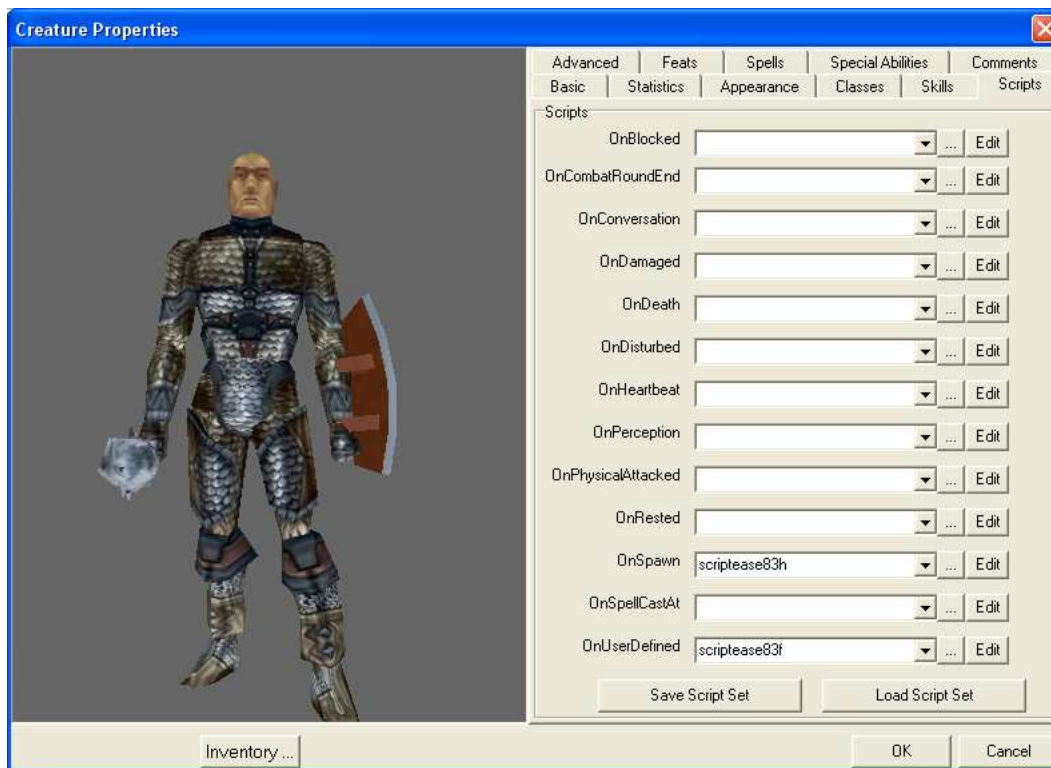 Creature Properties
Advanced Feats Spells Special Abilities Comments
Basic Statistics Appearance Classes Skills Scripts
Scripts
OnBlocked ... Edit
OnCombatRoundEnd ... Edit
OnConversation ... Edit
OnDamaged ... Edit
OnDeath ... Edit
OnDisturbed ... Edit
OnHeartbeat ... Edit
OnPerception ... Edit
OnPhysicalAttacked ... Edit
OnRested ... Edit
OnSpawn scriptease83h ... Edit
OnSpellCastAt ... Edit
OnUserDefined scriptease83f ... Edit
Save Script Set Load Script Set
Inventory ... OK Cancel